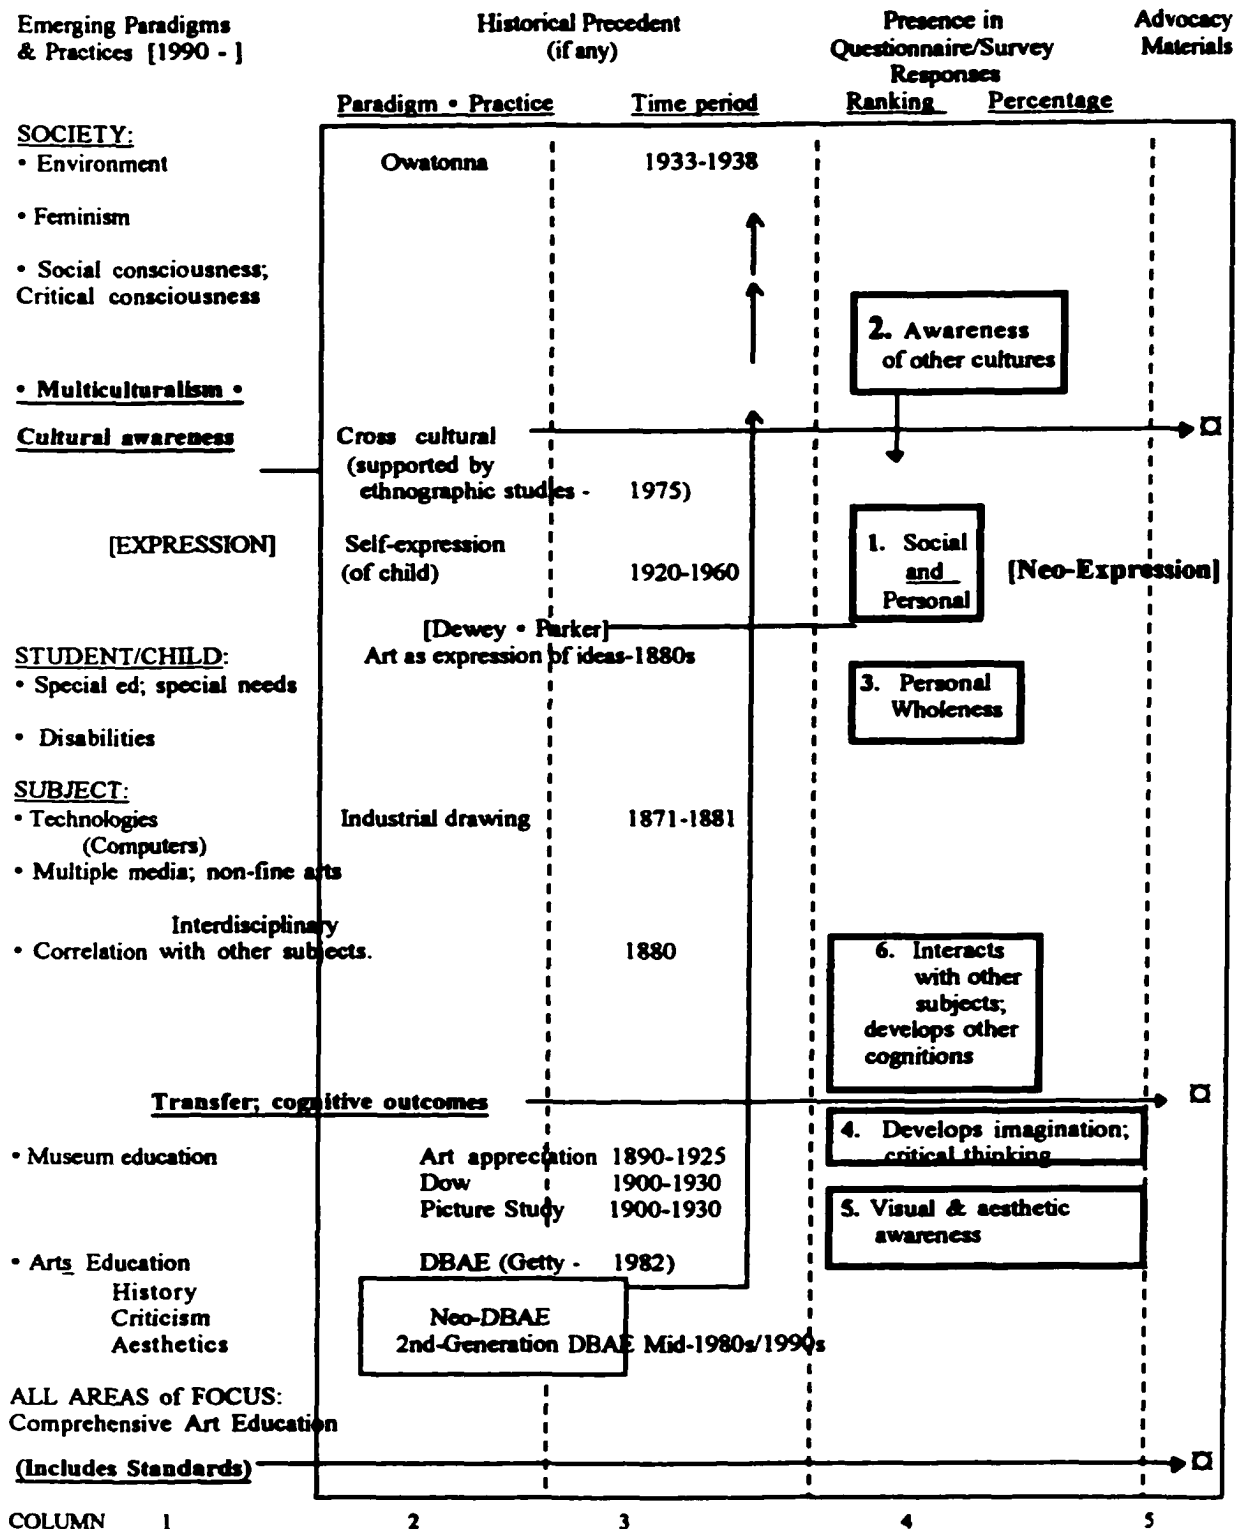 Emerging Paradigms
& Practices [1990 - ]
Historical Precedent
(if any)
Presence in
Questionnaire/Survey
Responses
Advocacy
Materials
Paradigm • Practice
Time period
Ranking
Percentage
SOCIETY:
• Environment
Owatonna
1933-1938
• Feminism
• Social consciousness;
Critical consciousness
2. Awareness
of other cultures
• Multiculturalism •
Cultural awareness
Cross cultural
(supported by
ethnographic studies -
1975)
[EXPRESSION]
Self-expression
(of child)
1920-1960
1. Social
and
Personal
[Neo-Expression]
[Dewey • Parker]
Art as expression of ideas-1880s
STUDENT/CHILD:
• Special ed; special needs
3. Personal
Wholeness
• Disabilities
SUBJECT:
• Technologies
(Computers)
Industrial drawing
1871-1881
• Multiple media; non-fine arts
Interdisciplinary
• Correlation with other subjects.
1880
6. Interacts
with other
subjects;
develops other
cognitions
Transfer; cognitive outcomes
4. Develops imagination;
critical thinking
• Museum education
Art appreciation 1890-1925
Dow 1900-1930
Picture Study 1900-1930
5. Visual & aesthetic
awareness
• Arts Education
DBAE (Getty - 1982)
History
Criticism
Aesthetics
Neo-DBAE
2nd-Generation DBAE Mid-1980s/1990s
ALL AREAS of FOCUS:
Comprehensive Art Education
(Includes Standards)
COLUMN 1 2 3 4 5